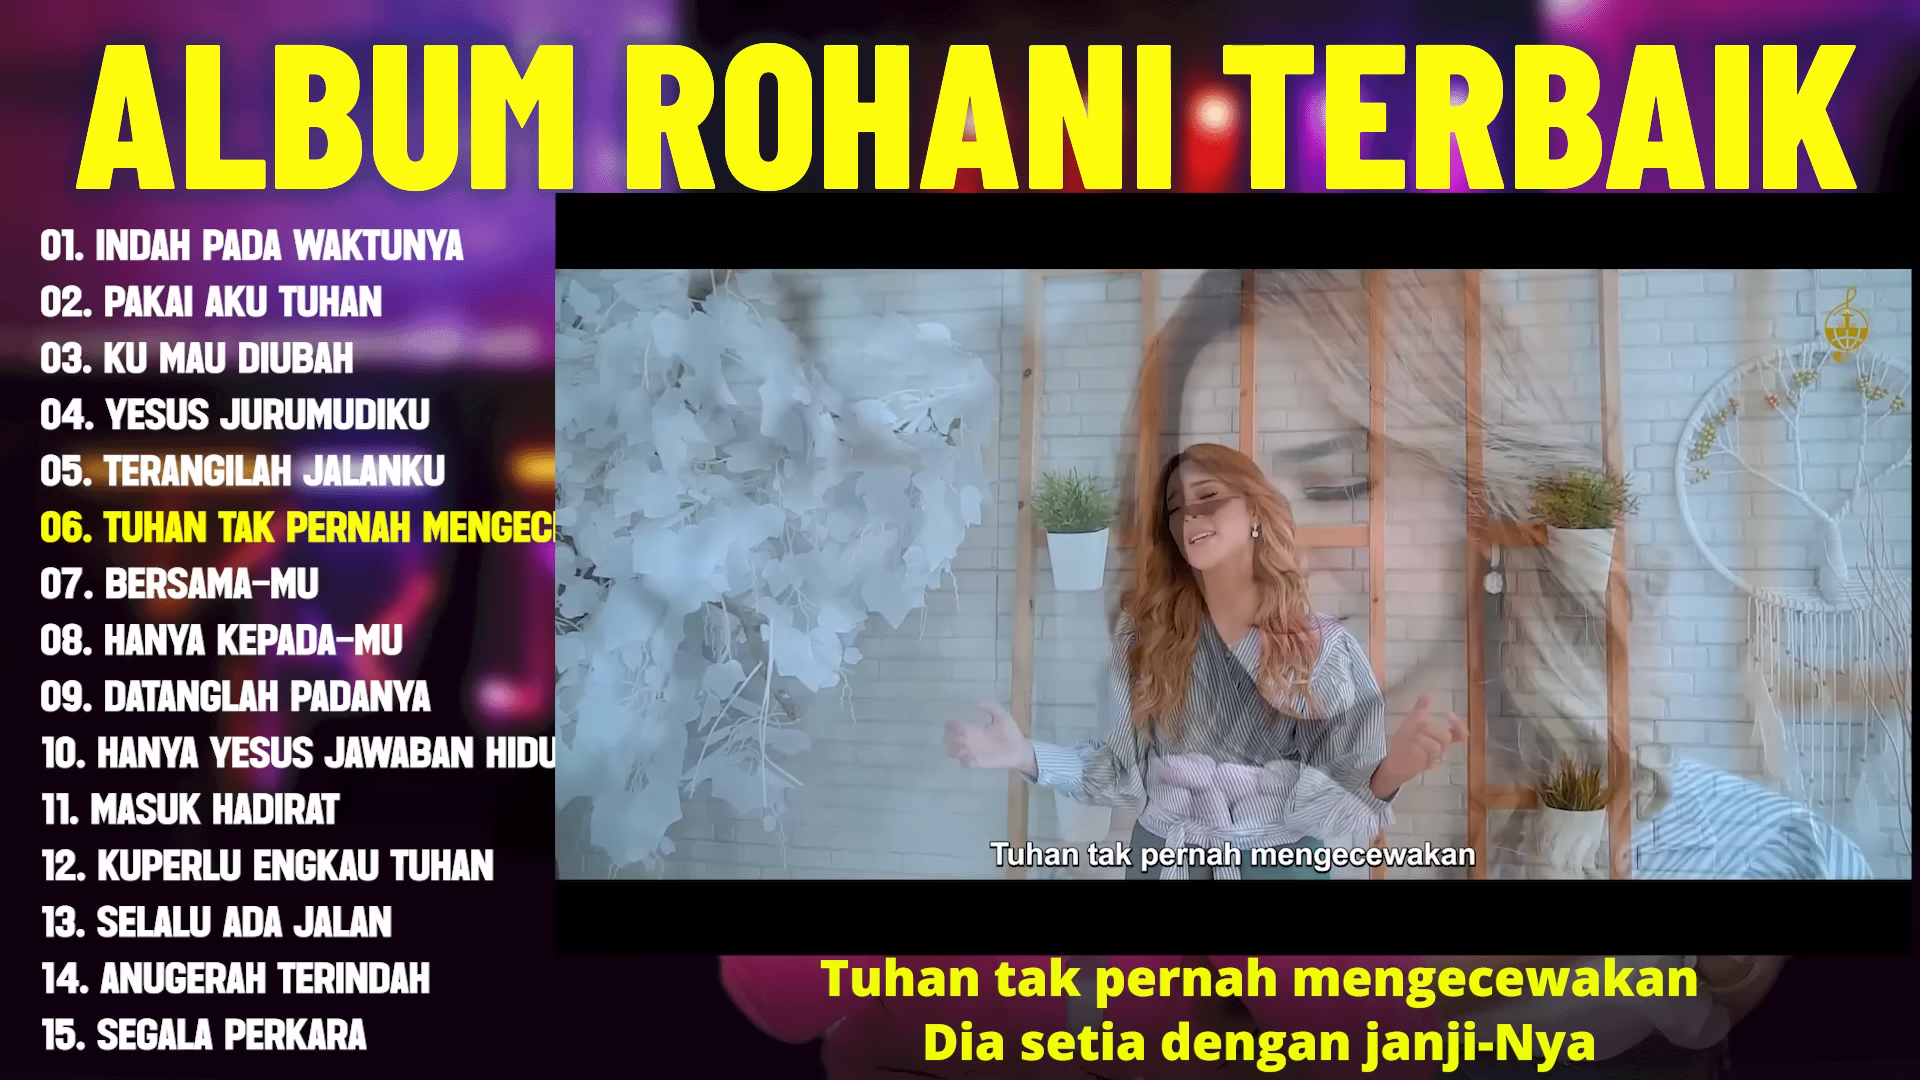 ALBUM ROHANI TERBAIK
01. INDAH PADA WAKTUNYA
02. PAKAI AKU TUHAN
03. KU MAU DIUBAH
04. YESUS JURUMUDIKU
05. TERANGILAH JALANKU
06. TUHAN TAK PERNAH MENGEC
07. BERSAMA-MU
08. HANYA KEPADA-MU
09. DATANGLAH PADANYA
10. HANYA YESUS JAWABAN HIDU
11. MASUK HADIRAT
12. KUPERLU ENGKAU TUHAN
13. SELALU ADA JALAN
14. ANUGERAH TERINDAH
15. SEGALA PERKARA
Tuhan tak pernah mengecewakan
Tuhan tak pernah mengecewakan
Dia setia dengan janji-Nya